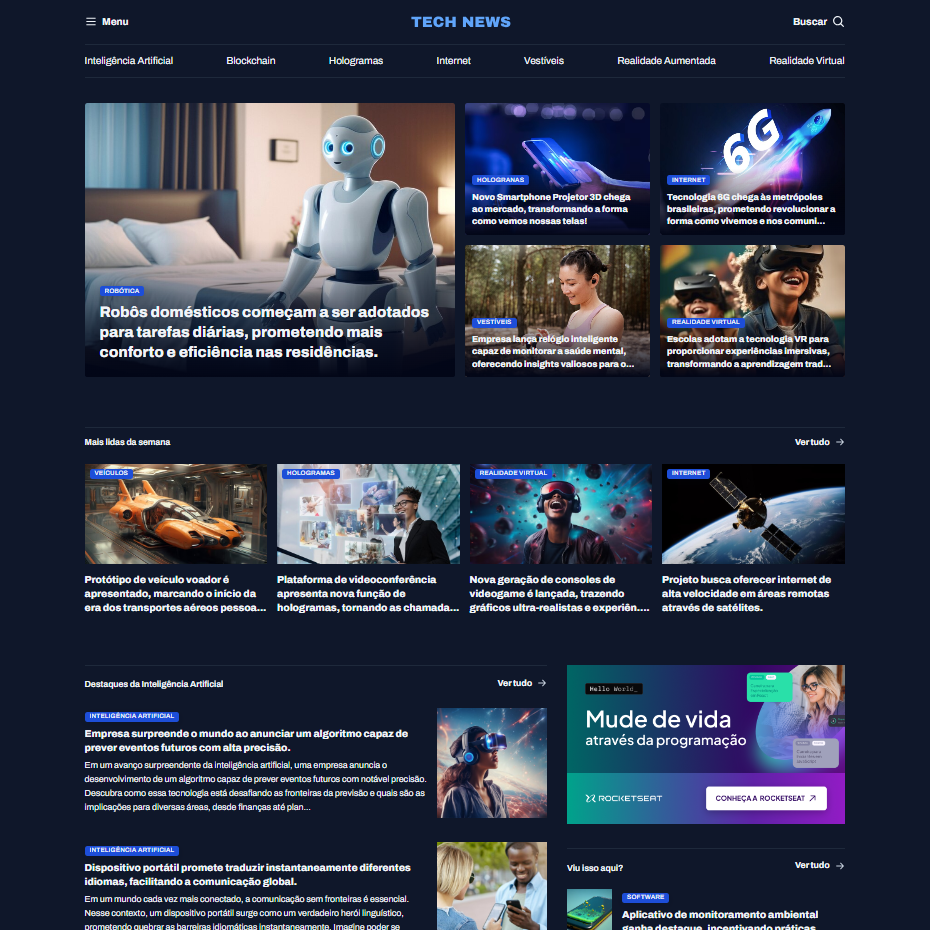 Menu
TECH NEWS
Buscar
Inteligência Artificial
Blockchain
Hologramas
Internet
Vestíveis
Realidade Aumentada
Realidade Virtual
ROBÓTICA
Robôs domésticos começam a ser adotados
para tarefas diárias, prometendo mais
conforto e eficiência nas residências.
HOLOGRANAS
Novo Smartphone Projetor 3D chega
ao mercado, transformando a forma
como vemos nossas telas!
6G
INTERNET
Tecnologia 6G chega às metrópoles
brasileiras, prometendo revolucionar a
forma como vivemos e nos comuni...
VESTÍVEIS
Empresa lança relógio inteligente
capaz de monitorar a saúde mental,
oferecendo insights valiosos para o...
REALIDADE VIRTUAL
Escolas adotam a tecnologia VR para
proporcionar experiências imersivas,
transformando a aprendizagem trad...
Mais lidas da semana
Ver tudo
VEÍCULOS
Protótipo de veículo voador é
apresentado, marcando o início da
era dos transportes aéreos pessoa...
HOLOGRAMAS
Plataforma de videoconferência
apresenta nova função de
hologramas, tornando as chamada...
REALIDADE VIRTUAL
Nova geração de consoles de
videogame é lançada, trazendo
gráficos ultra-realistas e experiên....
INTERNET
Projeto busca oferecer internet de
alta velocidade em áreas remotas
através de satélites.
Destaques da Inteligência Artificial
Ver tudo
INTELIGÊNCIA ARTIFICIAL
Empresa surpreende o mundo ao anunciar um algoritmo capaz de
prever eventos futuros com alta precisão.
Em um avanço surpreendente da inteligência artificial, uma empresa anuncia o
desenvolvimento de um algoritmo capaz de prever eventos futuros com notável precisão.
Descubra como essa tecnologia está desafiando as fronteiras da previsão e quais são as
implicações para diversas áreas, desde finanças até plan...
INTELIGÊNCIA ARTIFICIAL
Dispositivo portátil promete traduzir instantaneamente diferentes
idiomas, facilitando a comunicação global.
Em um mundo cada vez mais conectado, a comunicação sem fronteiras é essencial.
Nesse contexto, um dispositivo portátil surge como um verdadeiro herói linguístico,
prometendo quebrar as barreiras idiomáticas instantaneamente. Imagine poder se
Hello World_
Mude de vida
através da programação
ROCKETSEAT
CONHEÇA A ROCKETSEAT
Viu isso aqui?
Ver tudo
SOFTWARE
Aplicativo de monitoramento ambiental
ganha destaque, incentivando práticas